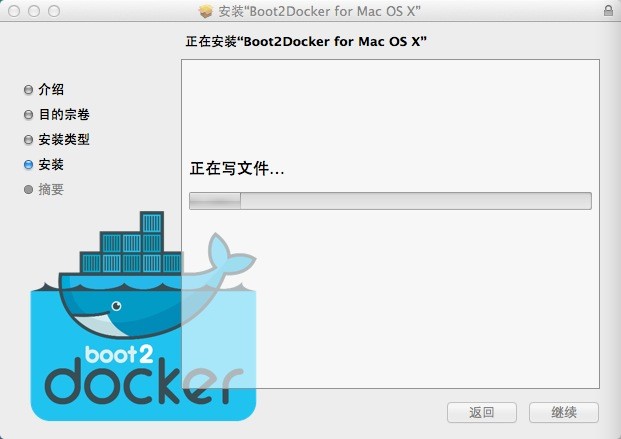 安装“Boot2Docker for Mac OS X”
正在安装“Boot2Docker for Mac OS X”
介绍
目的宗卷
安装类型
安装
摘要
正在写文件...
boot2
docker
返回
继续